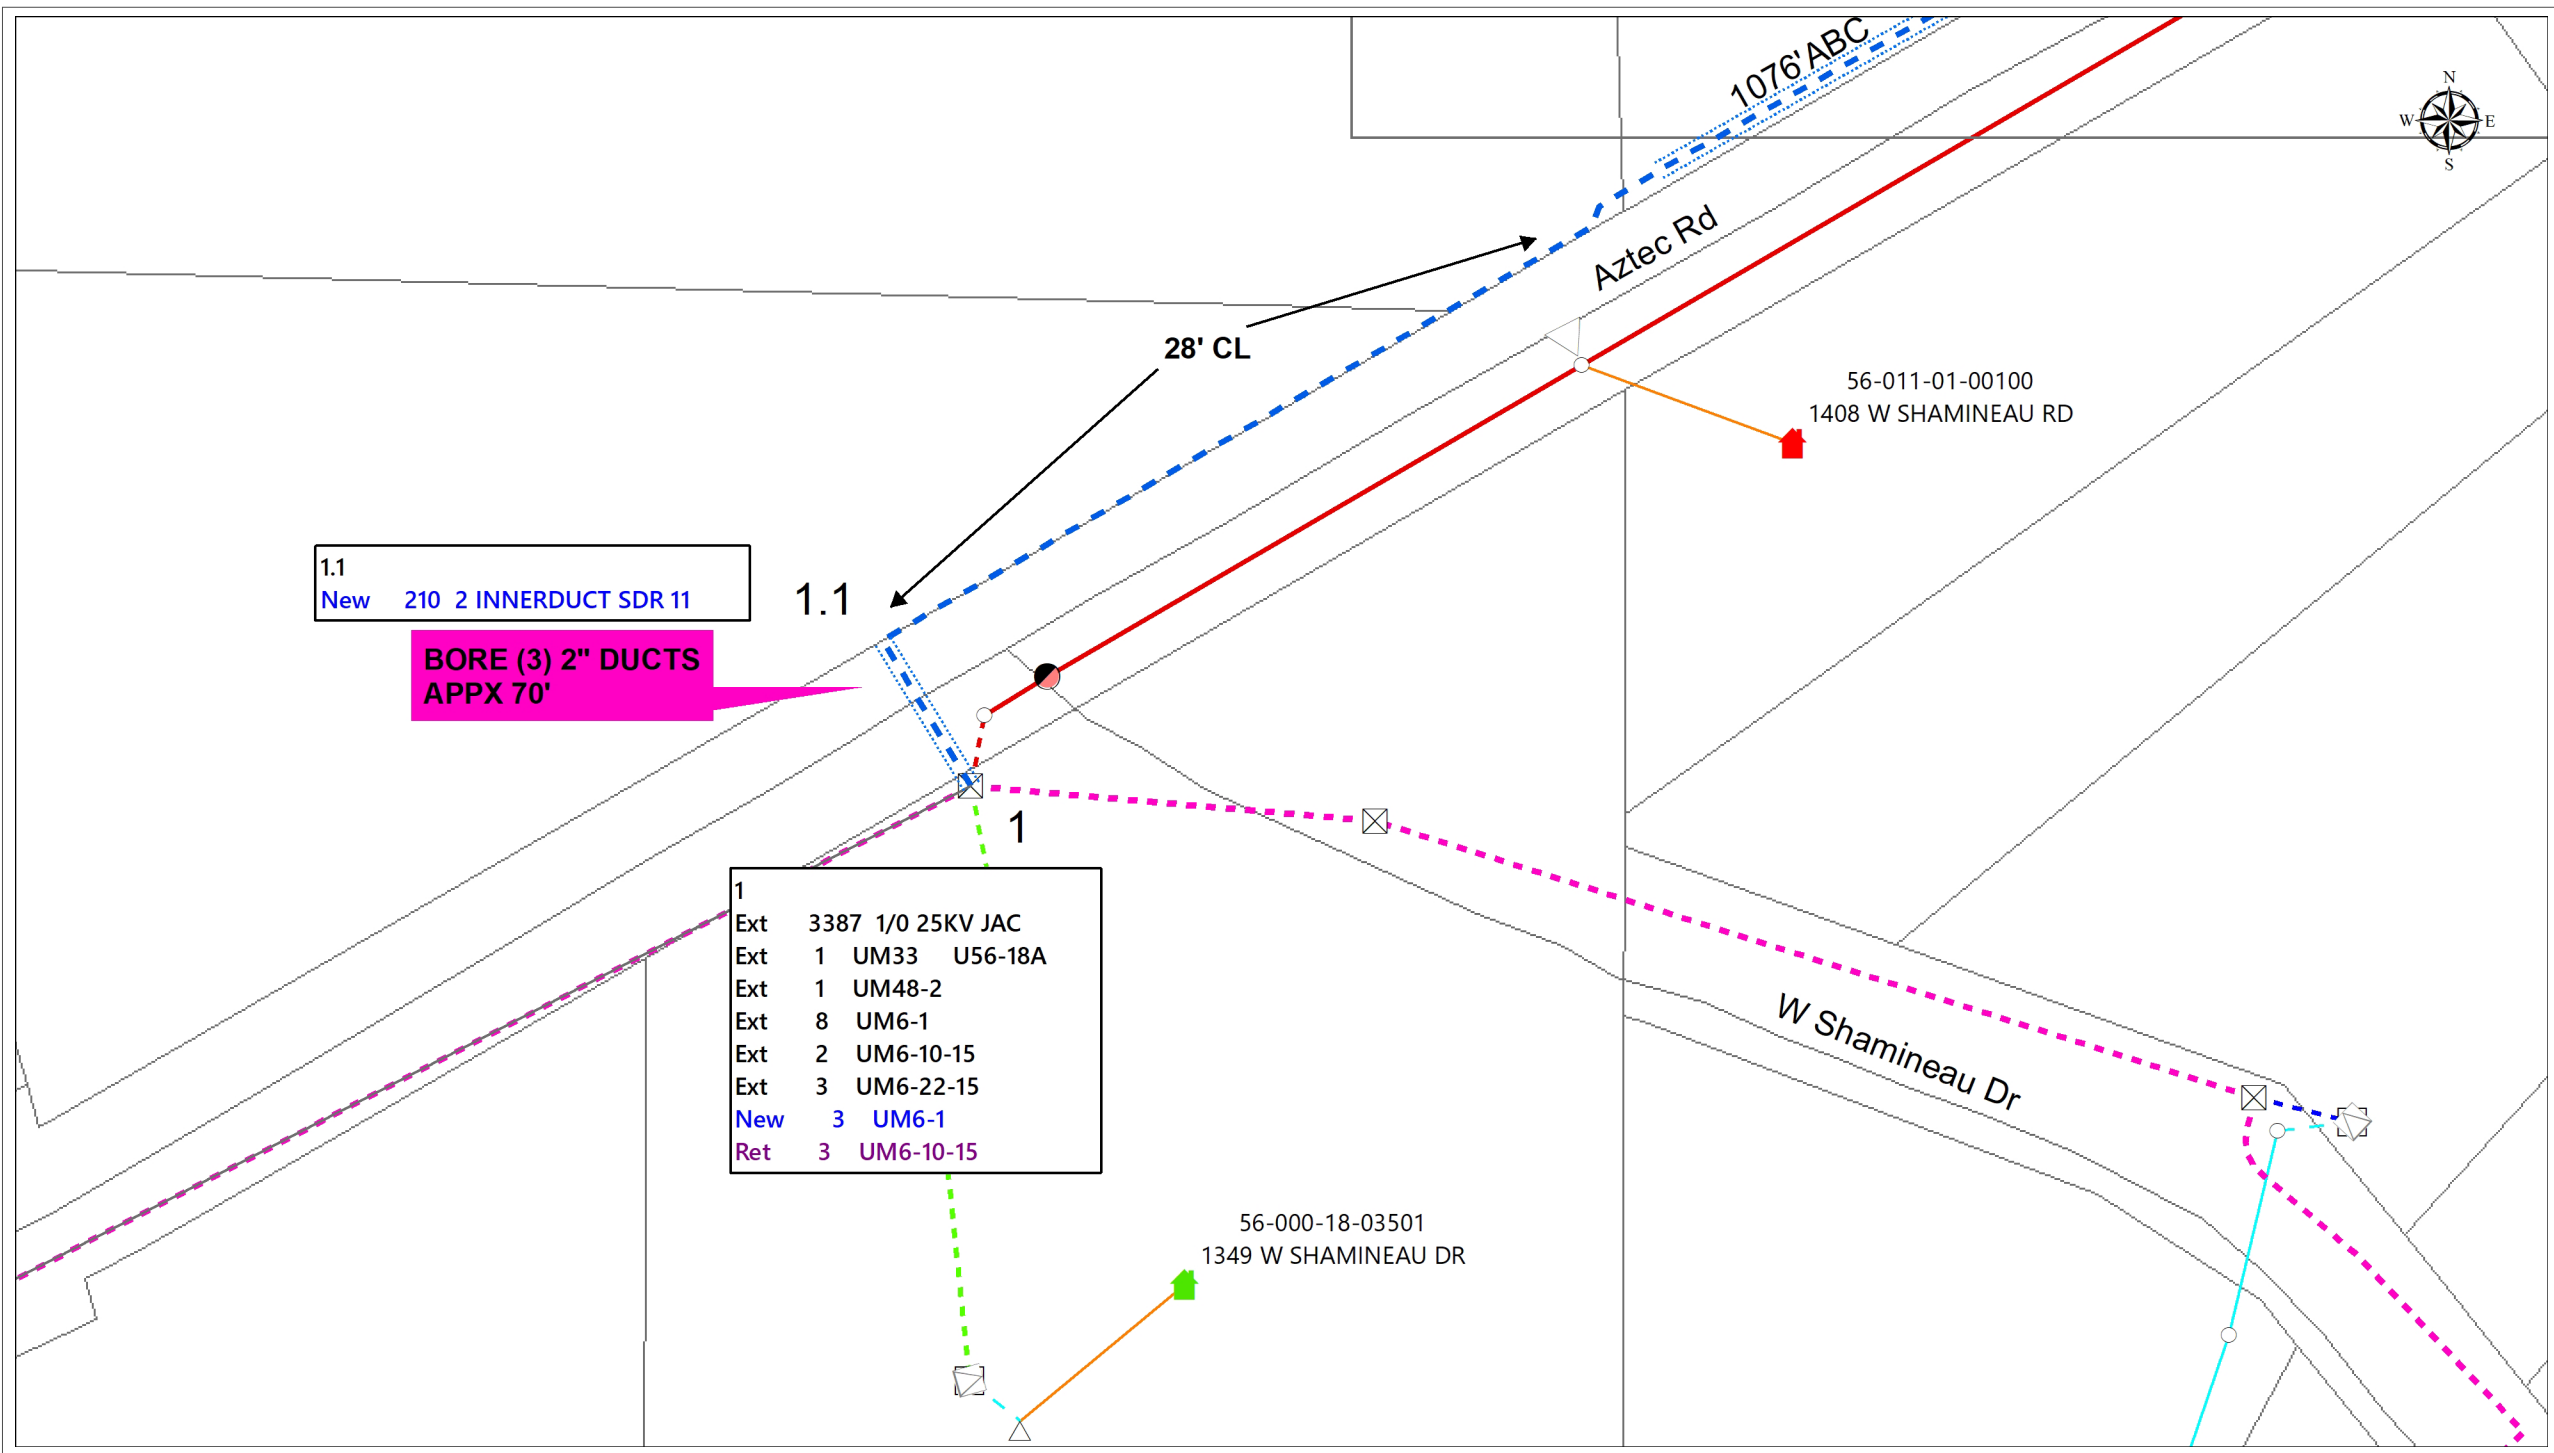 1076' ABC
N
W E
S
Aztec Rd
28' CL
56-011-01-00100
1408 W SHAMINEAU RD
1.1
New 210 2 INNERDUCT SDR 11
1.1
BORE (3) 2" DUCTS
APPX 70'
1
1
Ext 3387 1/0 25KV JAC
Ext 1 UM33 U56-18A
Ext 1 UM48-2
Ext 8 UM6-1
Ext 2 UM6-10-15
Ext 3 UM6-22-15
New 3 UM6-1
Ret 3 UM6-10-15
W Shamineau Dr
56-000-18-03501
1349 W SHAMINEAU DR